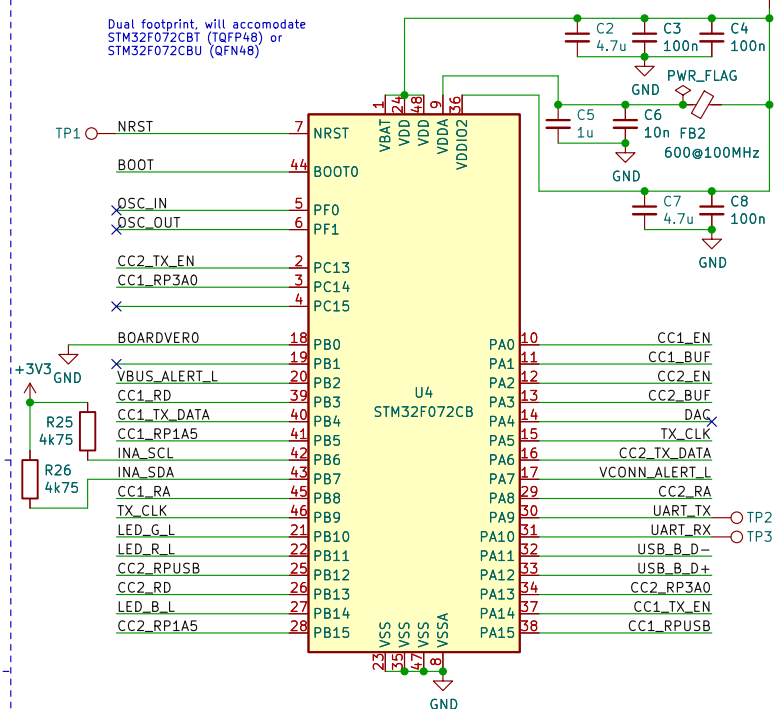 Dual footprint, will accomodate
STM32F072CBT (TQFP48) or
STM32F072CBU (QFN48)
C2
4.7u
C3
100n
C4
100n
GND
PWR_FLAG
C5
1u
C6
10n
FB2
600@100MHz
GND
C7
4.7u
C8
100n
GND
1
24
48
9
36
VBAT
VDD
VDD
VDDA
VDDIO2
TP1
NRST 7 NRST
BOOT 44 BOOT0
OSC_IN 5 PF0
OSC_OUT 6 PF1
CC2_TX_EN 2 PC13
CC1_RP3A0 3 PC14
4 PC15
BOARDVER0 18 PB0
19 PB1
VBUS_ALERT_L 20 PB2
CC1_RD 39 PB3
CC1_TX_DATA 40 PB4
CC1_RP1A5 41 PB5
INA_SCL 42 PB6
INA_SDA 43 PB7
CC1_RA 45 PB8
TX_CLK 46 PB9
LED_G_L 21 PB10
LED_R_L 22 PB11
CC2_RPUSB 25 PB12
CC2_RD 26 PB13
LED_B_L 27 PB14
CC2_RP1A5 28 PB15
+3V3
GND
R25
4k75
R26
4k75
U4
STM32F072CB
PA0 10 CC1_EN
PA1 11 CC1_BUF
PA2 12 CC2_EN
PA3 13 CC2_BUF
PA4 14 DAC
PA5 15 TX_CLK
PA6 16 CC2_TX_DATA
PA7 17 VCONN_ALERT_L
PA8 29 CC2_RA
PA9 30 UART_TX TP2
PA10 31 UART_RX TP3
PA11 32 USB_B_D-
PA12 33 USB_B_D+
PA13 34 CC2_RP3A0
PA14 37 CC1_TX_EN
PA15 38 CC1_RPUSB
VSS
VSS
VSS
VSSA
23
35
47
8
GND